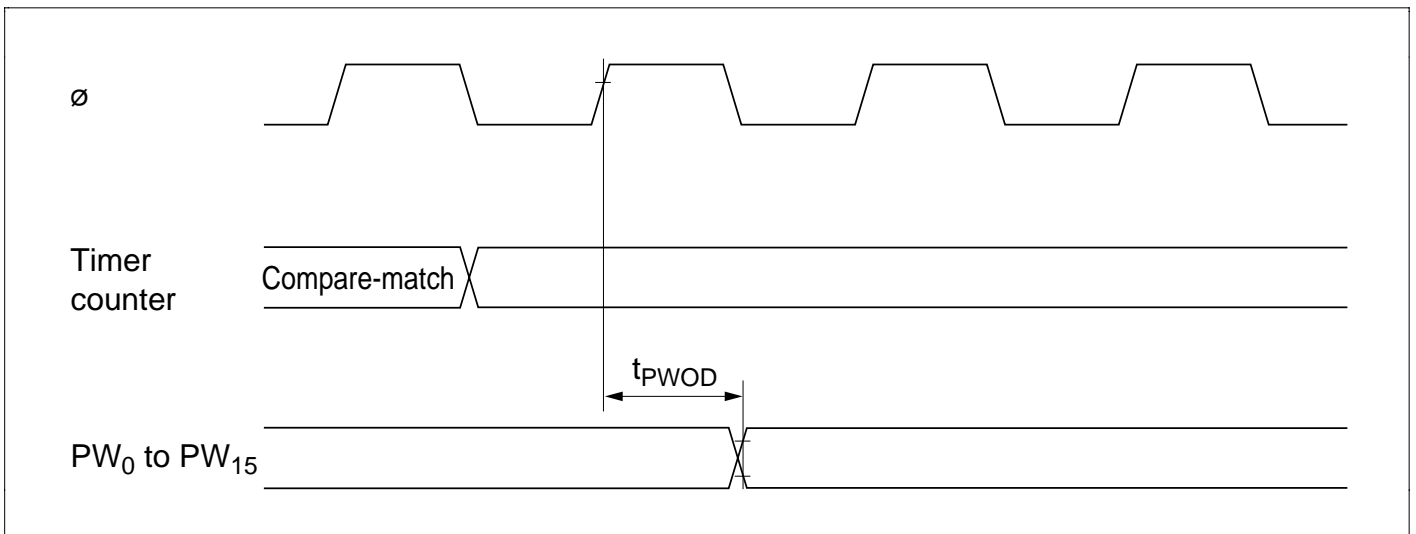 ø
Timer
counter
Compare-match
tPWOD
PW0 to PW15